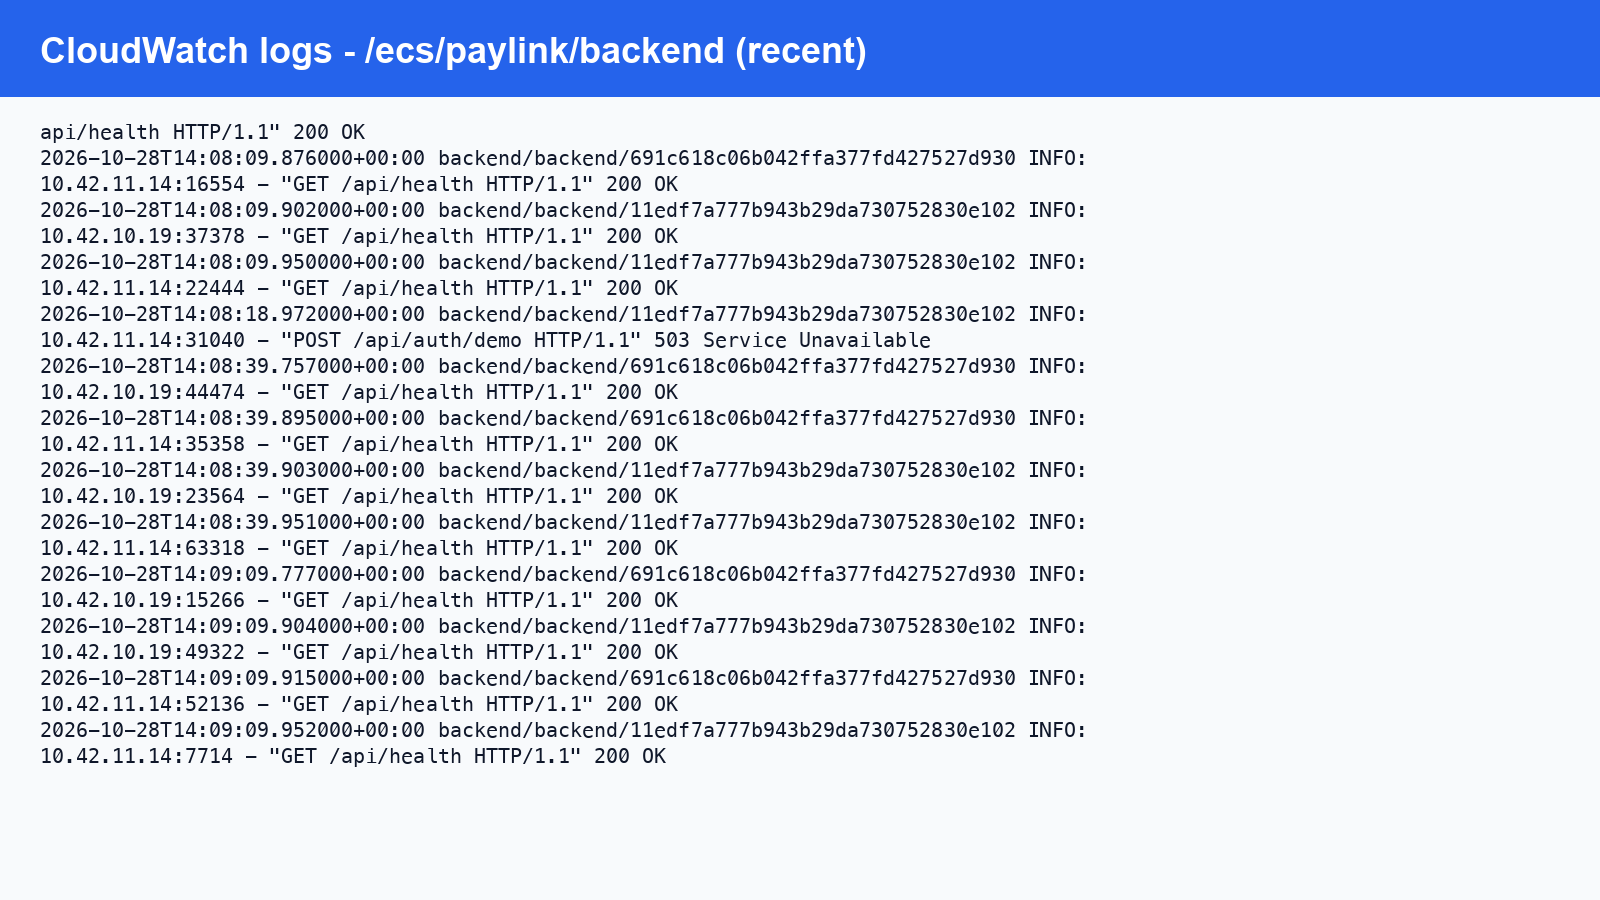 CloudWatch logs - /ecs/paylink/backend (recent)
api/health HTTP/1.1" 200 OK
2026-10-28T14:08:09.876000+00:00 backend/backend/691c618c06b042ffa377fd427527d930 INFO:
10.42.11.14:16554 - "GET /api/health HTTP/1.1" 200 OK
2026-10-28T14:08:09.902000+00:00 backend/backend/11edf7a777b943b29da730752830e102 INFO:
10.42.10.19:37378 - "GET /api/health HTTP/1.1" 200 OK
2026-10-28T14:08:09.950000+00:00 backend/backend/11edf7a777b943b29da730752830e102 INFO:
10.42.11.14:22444 - "GET /api/health HTTP/1.1" 200 OK
2026-10-28T14:08:18.972000+00:00 backend/backend/11edf7a777b943b29da730752830e102 INFO:
10.42.11.14:31040 - "POST /api/auth/demo HTTP/1.1" 503 Service Unavailable
2026-10-28T14:08:39.757000+00:00 backend/backend/691c618c06b042ffa377fd427527d930 INFO:
10.42.10.19:44474 - "GET /api/health HTTP/1.1" 200 OK
2026-10-28T14:08:39.895000+00:00 backend/backend/691c618c06b042ffa377fd427527d930 INFO:
10.42.11.14:35358 - "GET /api/health HTTP/1.1" 200 OK
2026-10-28T14:08:39.903000+00:00 backend/backend/11edf7a777b943b29da730752830e102 INFO:
10.42.10.19:23564 - "GET /api/health HTTP/1.1" 200 OK
2026-10-28T14:08:39.951000+00:00 backend/backend/11edf7a777b943b29da730752830e102 INFO:
10.42.11.14:63318 - "GET /api/health HTTP/1.1" 200 OK
2026-10-28T14:09:09.777000+00:00 backend/backend/691c618c06b042ffa377fd427527d930 INFO:
10.42.10.19:15266 - "GET /api/health HTTP/1.1" 200 OK
2026-10-28T14:09:09.904000+00:00 backend/backend/11edf7a777b943b29da730752830e102 INFO:
10.42.10.19:49322 - "GET /api/health HTTP/1.1" 200 OK
2026-10-28T14:09:09.915000+00:00 backend/backend/691c618c06b042ffa377fd427527d930 INFO:
10.42.11.14:52136 - "GET /api/health HTTP/1.1" 200 OK
2026-10-28T14:09:09.952000+00:00 backend/backend/11edf7a777b943b29da730752830e102 INFO:
10.42.11.14:7714 - "GET /api/health HTTP/1.1" 200 OK